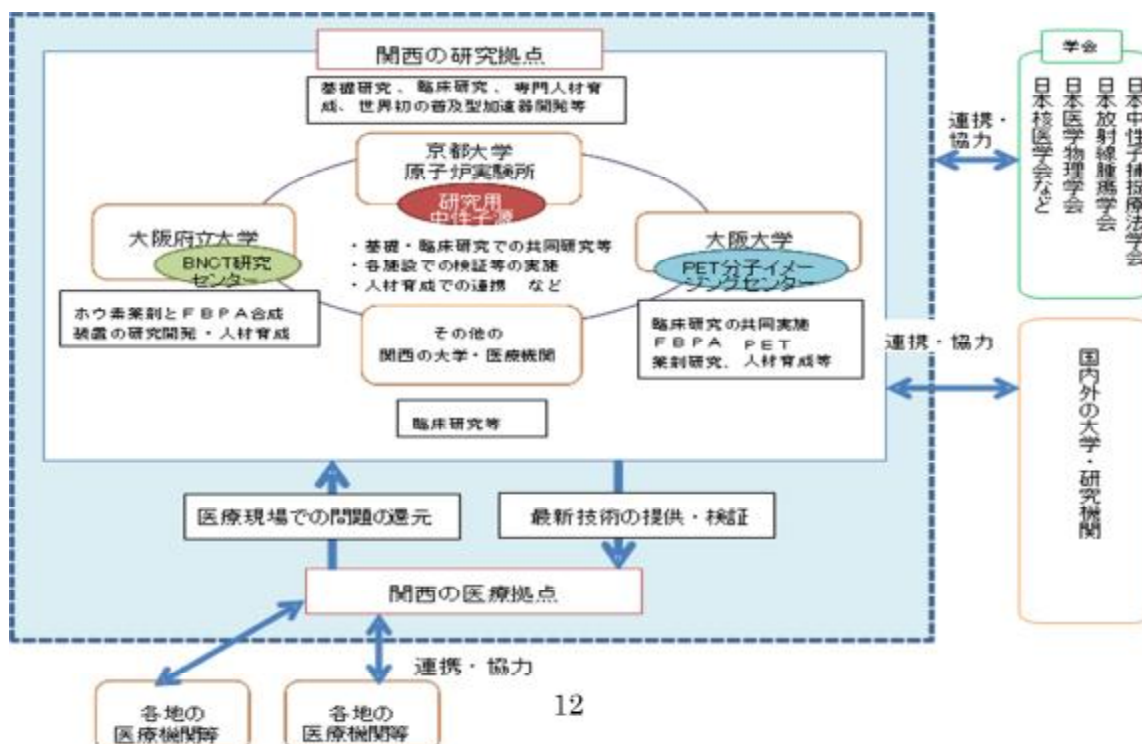 関西の研究拠点
基礎研究、臨床研究、専門人材育
成、世界初の普及型加速器開発等
京都大学
原子炉実験所
研究用
中性子源
大阪府立大学
BNCT研究
センター
ホウ素薬剤とFBPA合成
装置の研究開発・人材育成
・基礎・臨床研究での共同研究等
・各施設での検証等の実施
・人材育成での連携 など
大阪大学
PET分子イメー
ジングセンター
臨床研究の共同実施
FBPA PET
薬剤研究、人材育成等
その他の
関西の大学・医療機関
臨床研究等
医療現場での問題の還元
最新技術の提供・検証
関西の医療拠点
連携・協力
各地の
医療機関等
各地の
医療機関等
連携・
協力
学会
日本中性子捕捉療法学会
日本放射線腫瘍学会
日本医学物理学会
日本核医学会など
連携・協力
国内外の大学・研究機関
12